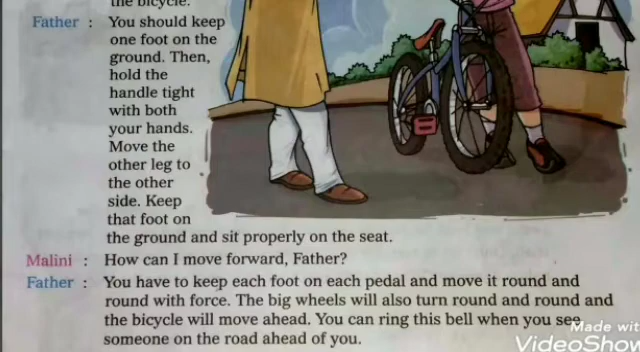 the bicycle.
Father : You should keep
one foot on the
ground. Then,
hold the
handle tight
with both
your hands.
Move the
other leg to
the other
side. Keep
that foot on
the ground and sit properly on the seat.
Malini : How can I move forward, Father?
Father : You have to keep each foot on each pedal and move it round and
round with force. The big wheels will also turn round and round and
the bicycle will move ahead. You can ring this bell when you see
someone on the road ahead of you.
Made wit
VideoShow